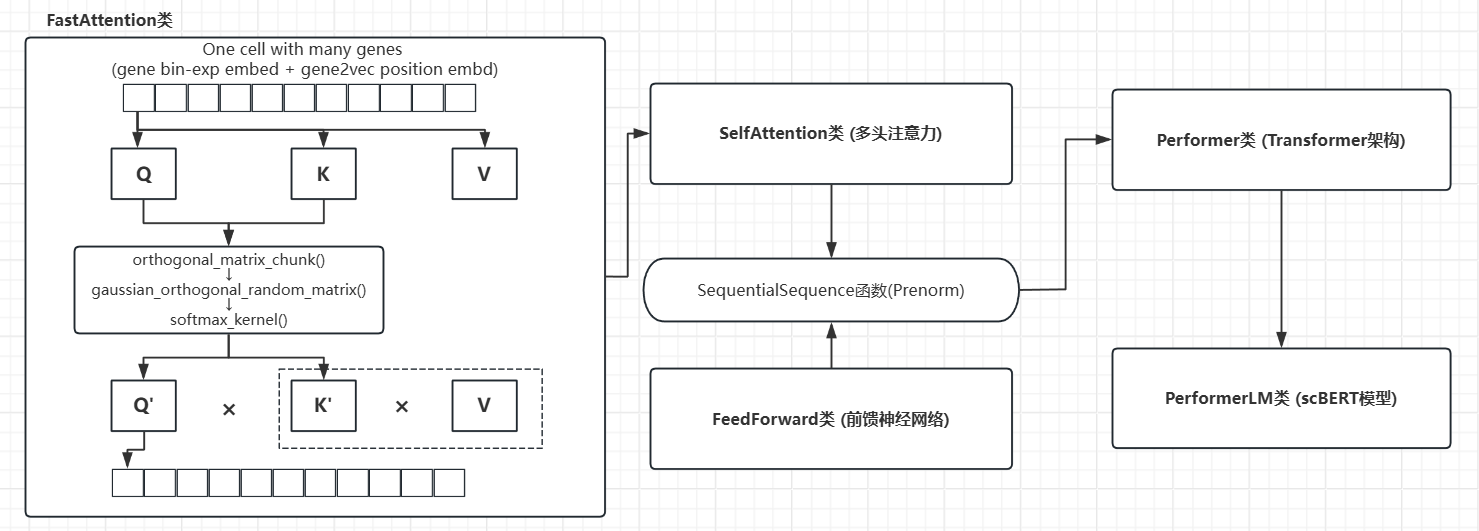 FastAttention类
One cell with many genes
(gene bin-exp embed + gene2vec position embd)
Q
K
V
orthogonal_matrix_chunk()
↓
gaussian_orthogonal_random_matrix()
↓
softmax_kernel()
Q'
×
K'
×
V
SelfAttention类 (多头注意力)
SequentialSequence函数(Prenorm)
FeedForward类 (前馈神经网络)
Performer类 (Transformer架构)
PerformerLM类 (scBERT模型)